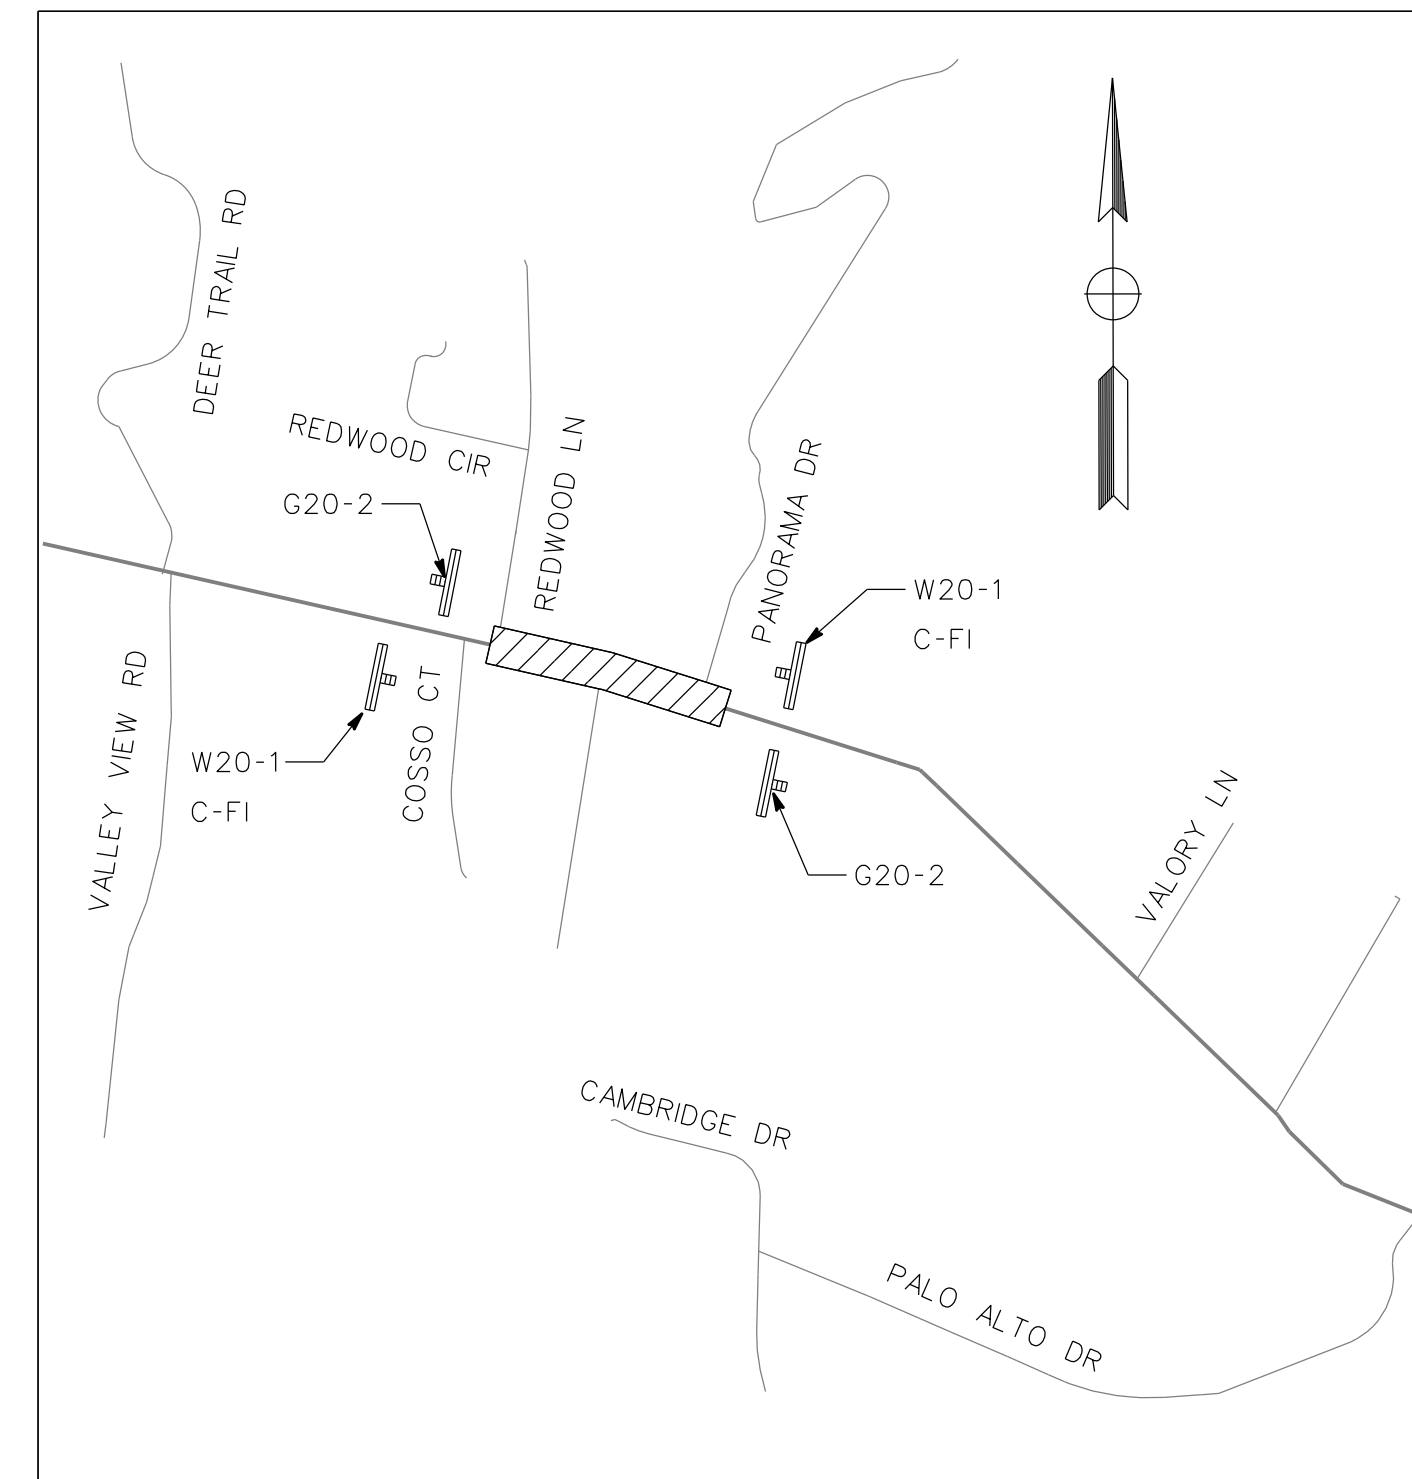 DEER TRAIL RD
REDWOOD CIR
REDWOOD LN
PANORAMA DR
G20-2
W20-1
C-FI
VALLEY VIEW RD
COSSO CT
W20-1
C-FI
G20-2
VALORY LN
CAMBRIDGE DR
PALO ALTO DR